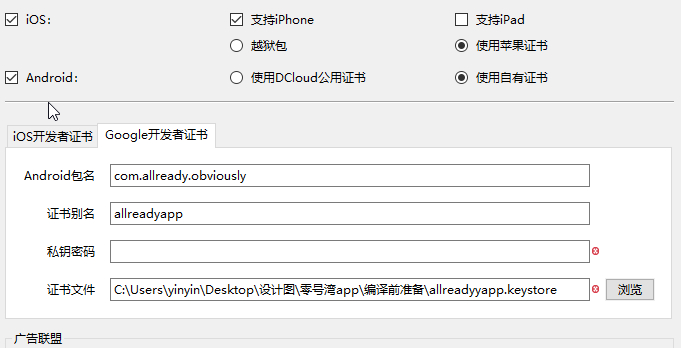 iOS: 支持iPhone 支持iPad
越狱包 使用苹果证书
Android: 使用DCloud公用证书 使用自有证书
iOS开发者证书 Google开发者证书
Android包名 com.allready.obviously
证书别名 allreadyapp
私钥密码
证书文件 C:\Users\yinyin\Desktop\设计图\零号湾app\编译前准备\allreadyyapp.keystore 浏览
广告联盟